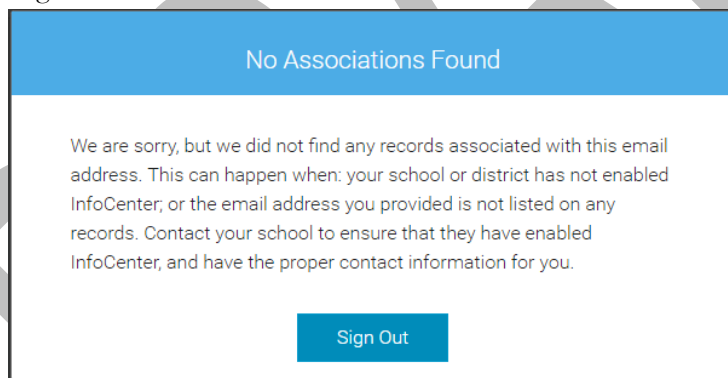 No Associations Found
We are sorry, but we did not find any records associated with this email
address. This can happen when: your school or district has not enabled
InfoCenter; or the email address you provided is not listed on any
records. Contact your school to ensure that they have enabled
InfoCenter, and have the proper contact information for you.
Sign Out